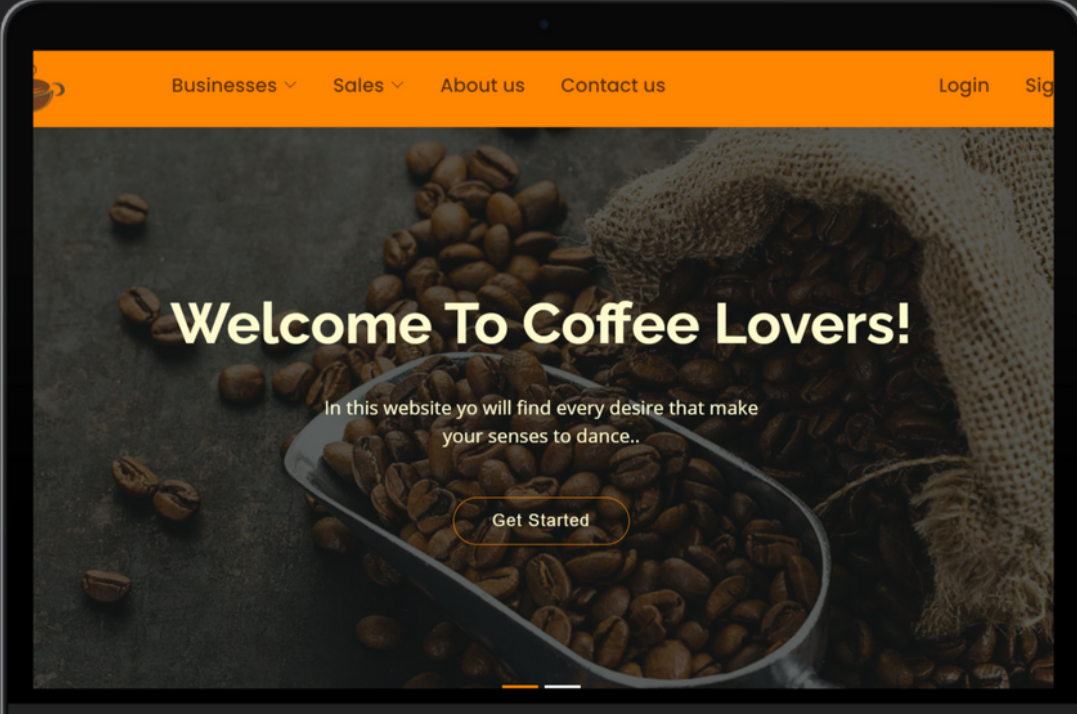 Businesses Sales About us Contact us Login Sig
Welcome To Coffee Lovers!
In this website yo will find every desire that make
your senses to dance..
Get Started